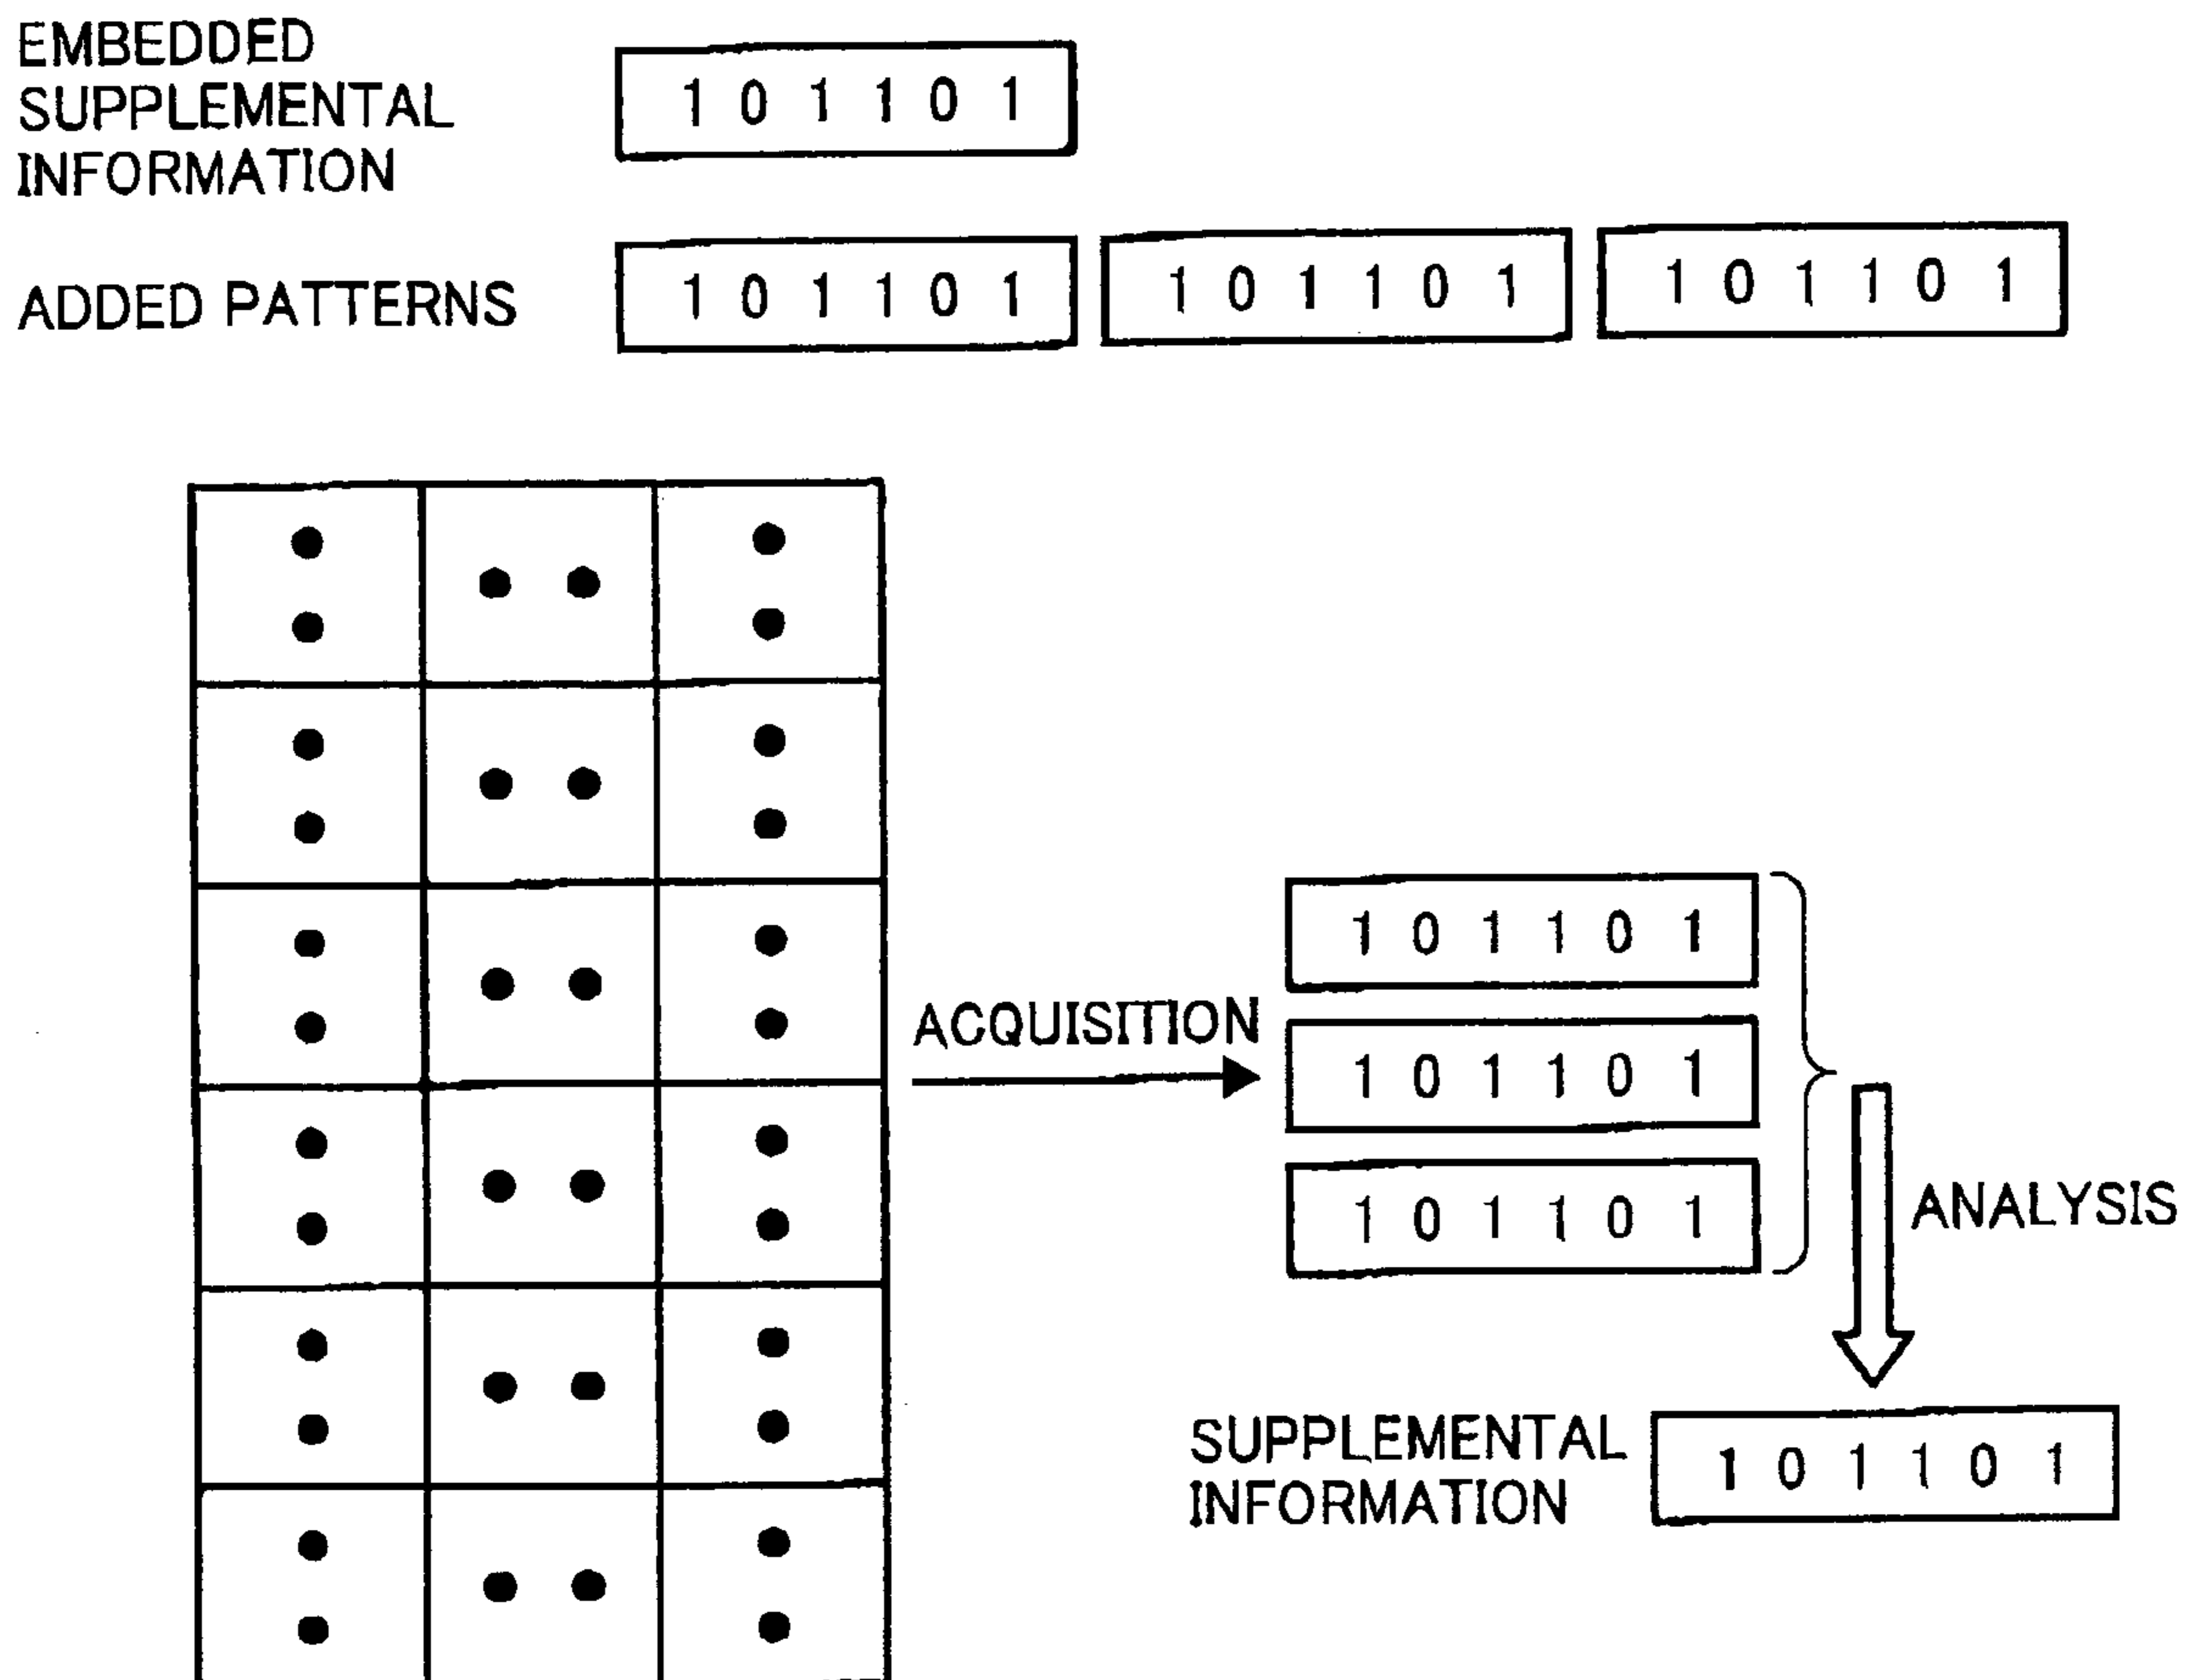 EMBEDDED
SUPPLEMENTAL
INFORMATION
1 0 1 1 0 1
ADDED PATTERNS
1 0 1 1 0 1
1 0 1 1 0 1
1 0 1 1 0 1
ACQUISITION
1 0 1 1 0 1
1 0 1 1 0 1
1 0 1 1 0 1
ANALYSIS
SUPPLEMENTAL
INFORMATION
1 0 1 1 0 1